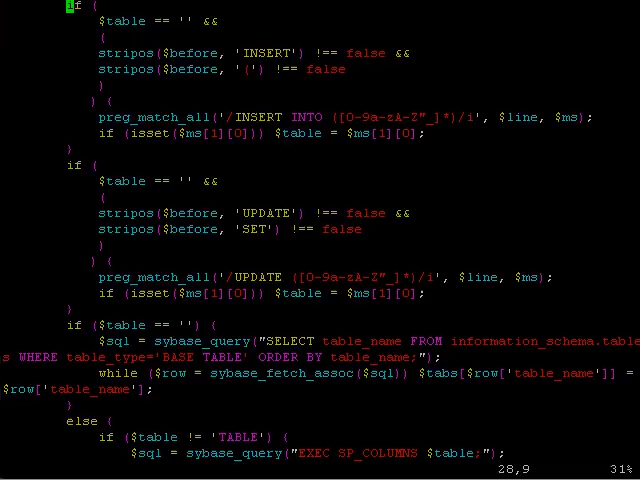 if (
$table == '' &&
(
stripos($before, 'INSERT') !== false &&
stripos($before, '(') !== false
)
) {
preg_match_all('/INSERT INTO ([0-9a-zA-Z"_]*)/i', $line, $ms);
if (isset($ms[1][0])) $table = $ms[1][0];
}
if (
$table == '' &&
(
stripos($before, 'UPDATE') !== false &&
stripos($before, 'SET') !== false
)
) {
preg_match_all('/UPDATE ([0-9a-zA-Z"_]*)/i', $line, $ms);
if (isset($ms[1][0])) $table = $ms[1][0];
}
if ($table == '') {
$sql = sybase_query("SELECT table_name FROM information_schema.table
s WHERE table_type='BASE TABLE' ORDER BY table_name;");
while ($row = sybase_fetch_assoc($sql)) $tabs[$row['table_name']] =
$row['table_name'];
}
else {
if ($table != 'TABLE') {
$sql = sybase_query("EXEC SP_COLUMNS $table;");
28,9 31%